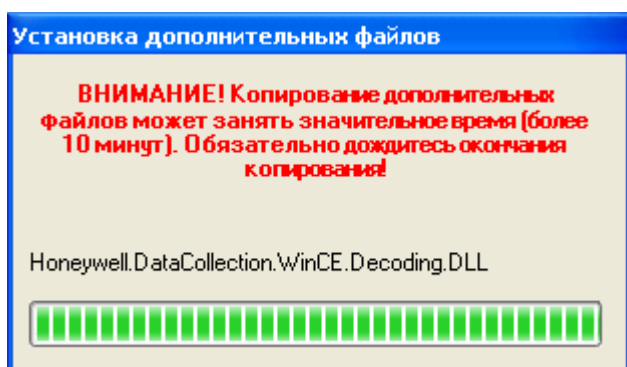 Установка дополнительных файлов
ВНИМАНИЕ! Копирование дополнительных
файлов может занять значительное время (более
10 минут). Обязательно дождитесь окончания
копирования!
Honeywell.DataCollection.WinCE.Decoding.DLL